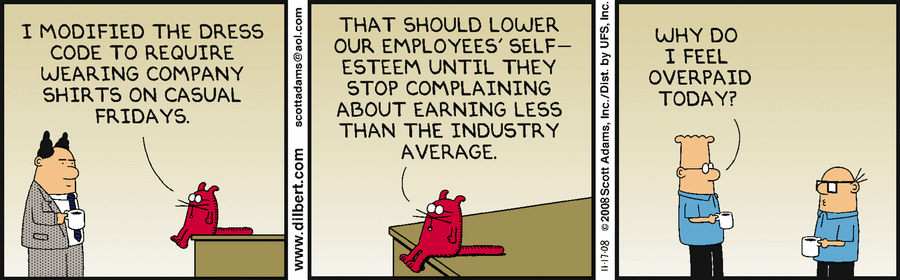 I MODIFIED THE DRESS
CODE TO REQUIRE
WEARING COMPANY
SHIRTS ON CASUAL
FRIDAYS.
www.dilbert.com
scottadams@aol.com
THAT SHOULD LOWER
OUR EMPLOYEES' SELF-
ESTEEM UNTIL THEY
STOP COMPLAINING
ABOUT EARNING LESS
THAN THE INDUSTRY
AVERAGE.
11-17-08 ©2008 Scott Adams, Inc./Dist. by UFS, Inc.
WHY DO
I FEEL
OVERPAID
TODAY?